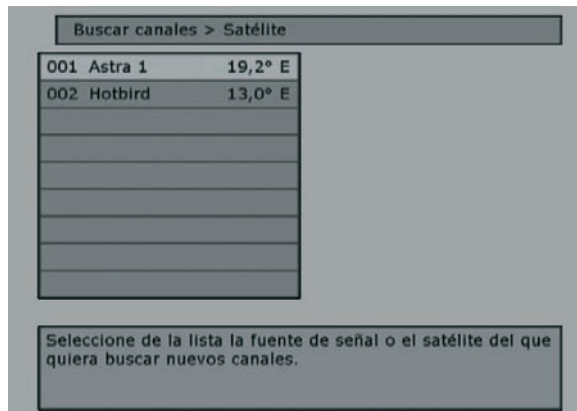 Buscar canales > Satélite
001 Astra 1 19,2° E
002 Hotbird 13,0° E
Seleccione de la lista la fuente de señal o el satélite del que
quiera buscar nuevos canales.